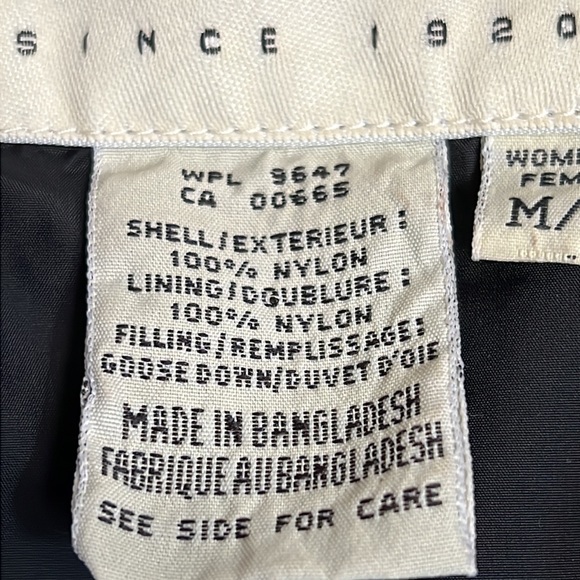 SINCE 1920
WPL 9647
CA 00665
SHELL/EXTERIEUR:
100% NYLON
LINING/DOUBLURE:
100% NYLON
FILLING/REMPLISSAGE:
GOOSE DOWN/DUVET D'OIE
MADE IN BANGLADESH
FABRIQUE AU BANGLADESH
SEE SIDE FOR CARE
WOM
FEM
M/